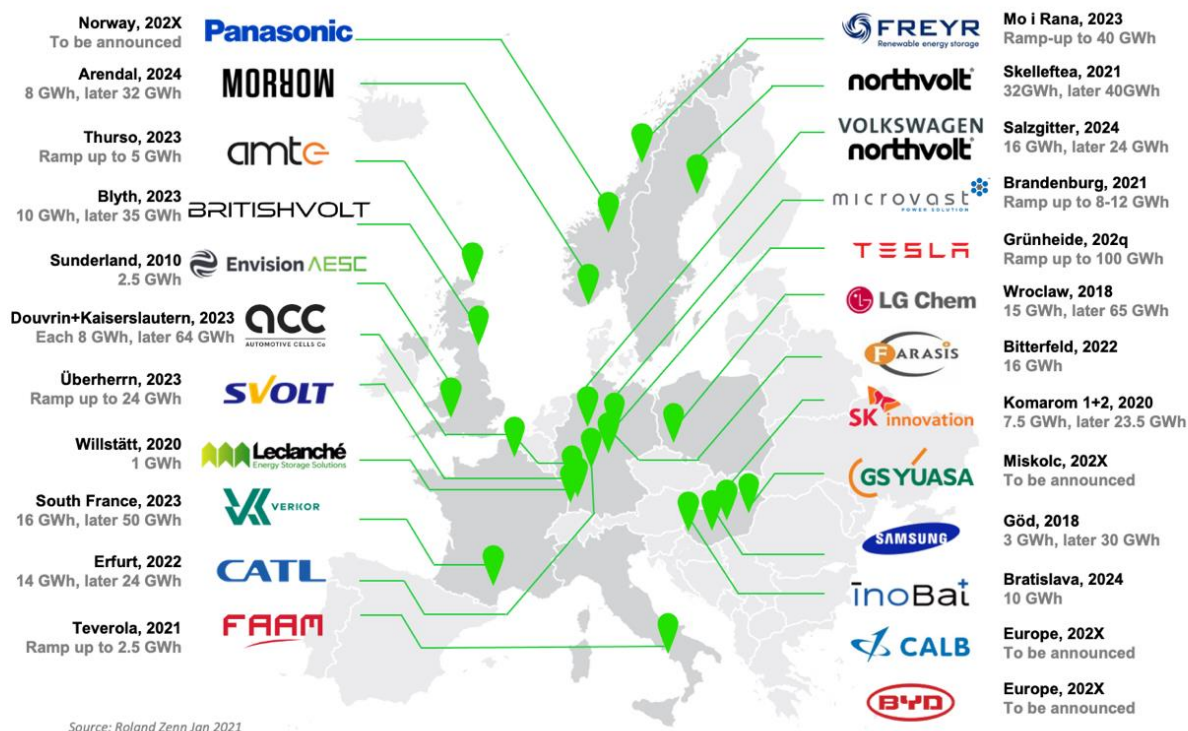 Norway, 202X
To be announced
Panasonic
Arendal, 2024
8 GWh, later 32 GWh
MORROW
Thurso, 2023
Ramp up to 5 GWh
amte
Blyth, 2023
10 GWh, later 35 GWh
BRITISHVOLT
Sunderland, 2010
2.5 GWh
Envision AESC
Douvrin+Kaiserslautern, 2023
Each 8 GWh, later 64 GWh
acc
AUTOMOTIVE CELLS Co
Überherrn, 2023
Ramp up to 24 GWh
SVOLT
Willstätt, 2020
1 GWh
Leclanché
Energy Storage Solutions
South France, 2023
16 GWh, later 50 GWh
VERKOR
Erfurt, 2022
14 GWh, later 24 GWh
CATL
Teverola, 2021
Ramp up to 2.5 GWh
FAAM
Source: Roland Zenn Jan 2021
FREYR
Renewable energy storage
Mo i Rana, 2023
Ramp-up to 40 GWh
northvolt
Skelleftea, 2021
32GWh, later 40GWh
VOLKSWAGEN
northvolt
Salzgitter, 2024
16 GWh, later 24 GWh
microvast
POWER SOLUTION
Brandenburg, 2021
Ramp up to 8-12 GWh
TESLA
Grünheide, 202q
Ramp up to 100 GWh
LG Chem
Wroclaw, 2018
15 GWh, later 65 GWh
FARASIS
Bitterfeld, 2022
16 GWh
SK innovation
Komarom 1+2, 2020
7.5 GWh, later 23.5 GWh
GS YUASA
Miskolc, 202X
To be announced
SAMSUNG
Göd, 2018
3 GWh, later 30 GWh
InoBat
Bratislava, 2024
10 GWh
CALB
Europe, 202X
To be announced
BYD
Europe, 202X
To be announced